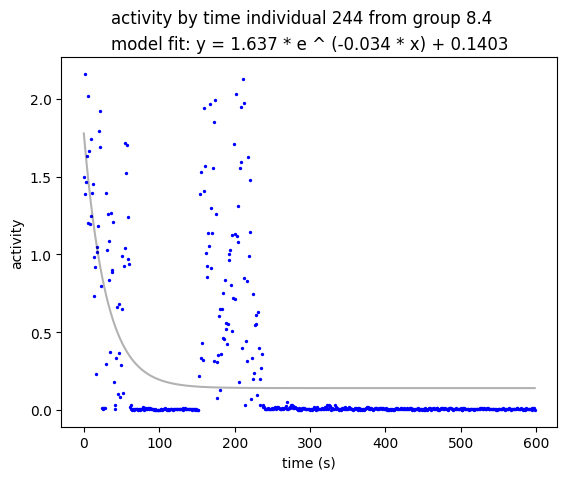 activity by time individual 244 from group 8.4
model fit: y = 1.637 * e ^ (-0.034 * x) + 0.1403
2.0
1.5
1.0
0.5
0.0
activity
0 100 200 300 400 500 600
time (s)